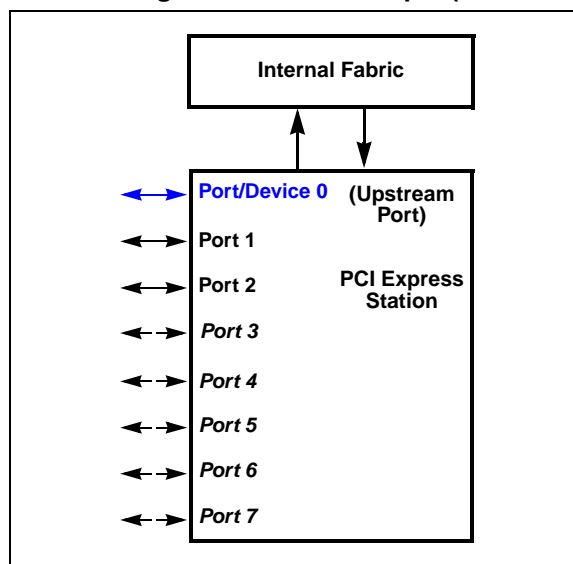 Internal Fabric
Port/Device 0
(Upstream
Port)
Port 1
Port 2
PCI Express
Station
Port 3
Port 4
Port 5
Port 6
Port 7